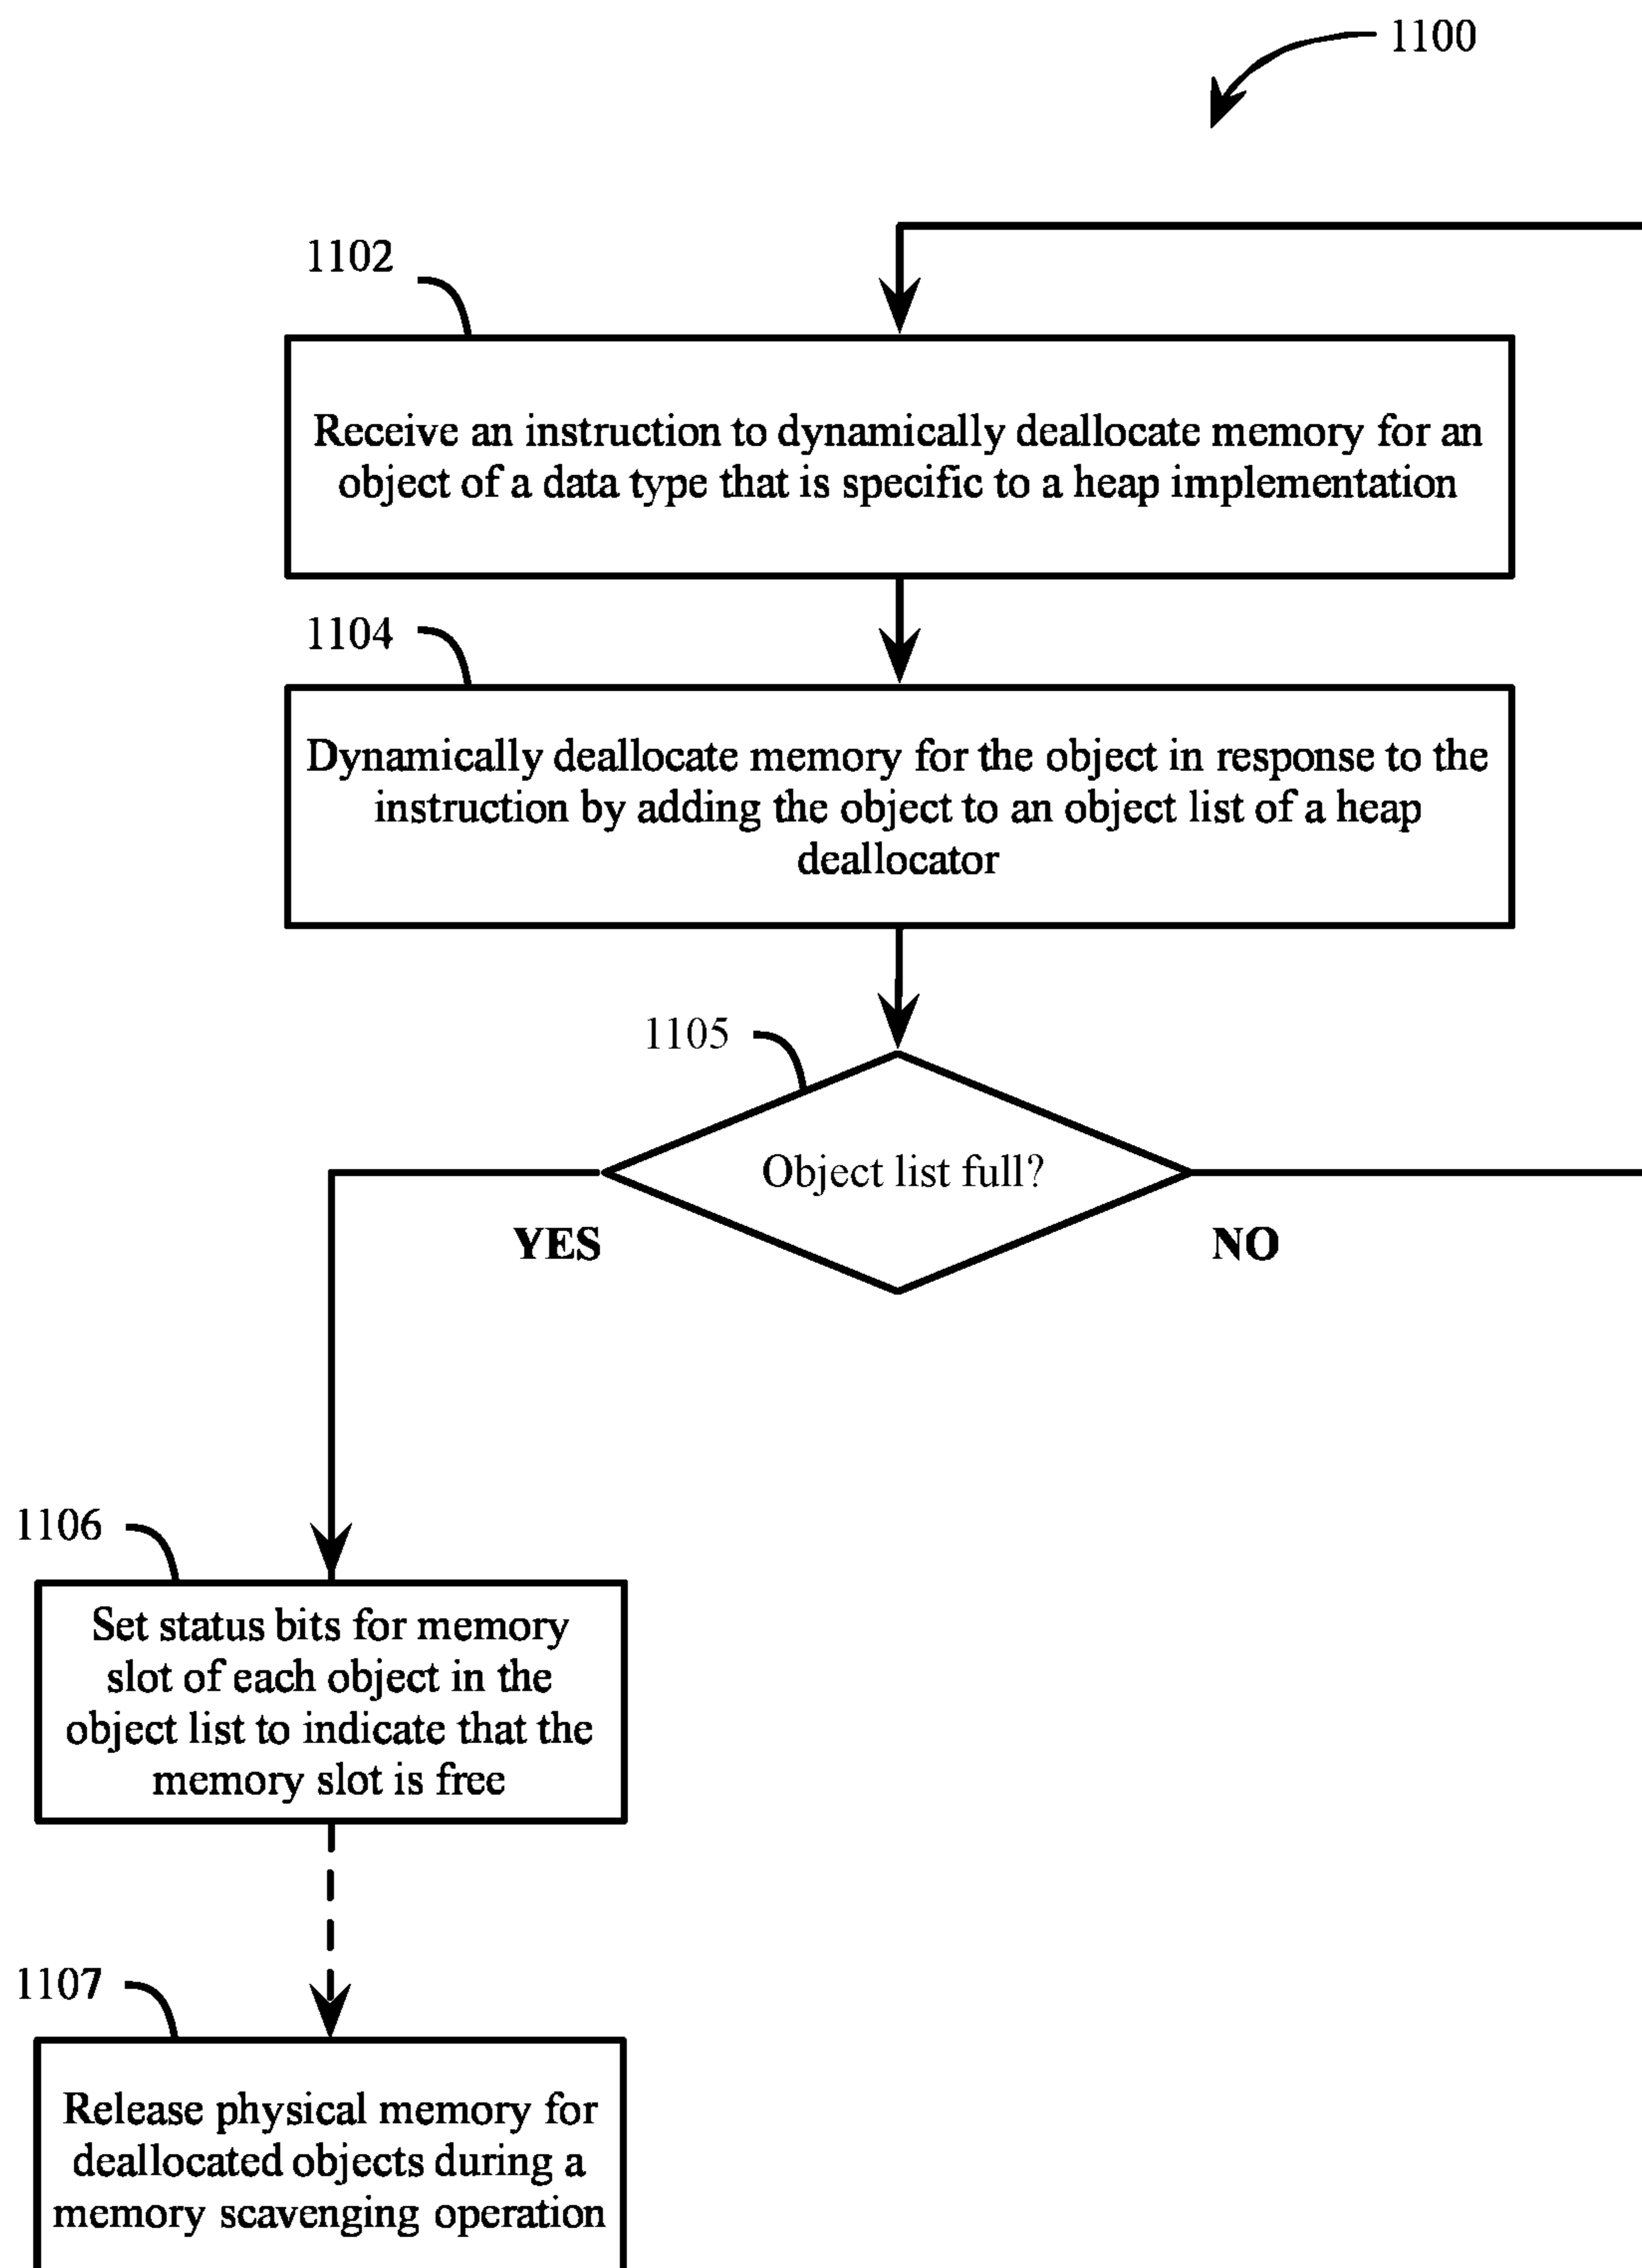 1100
1102
Receive an instruction to dynamically deallocate memory for an
object of a data type that is specific to a heap implementation
1104
Dynamically deallocate memory for the object in response to the
instruction by adding the object to an object list of a heap
deallocator
1105
Object list full?
YES
NO
1106
Set status bits for memory
slot of each object in the
object list to indicate that the
memory slot is free
1107
Release physical memory for
deallocated objects during a
memory scavenging operation